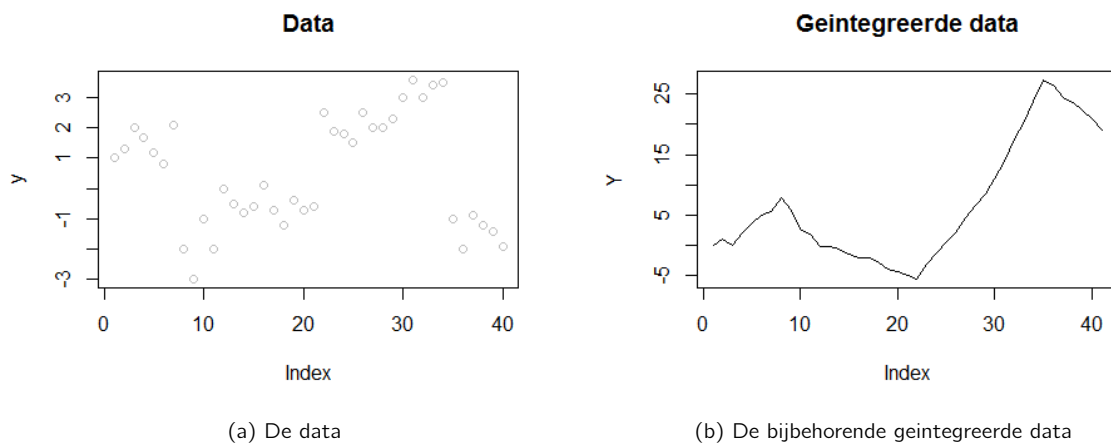 Data
y
3
2
1
-1
-3
0 10 20 30 40
Index
(a) De data
Geintegreerde data
Y
25
15
5
-5
0 10 20 30 40
Index
(b) De bijbehorende geintegreerde data